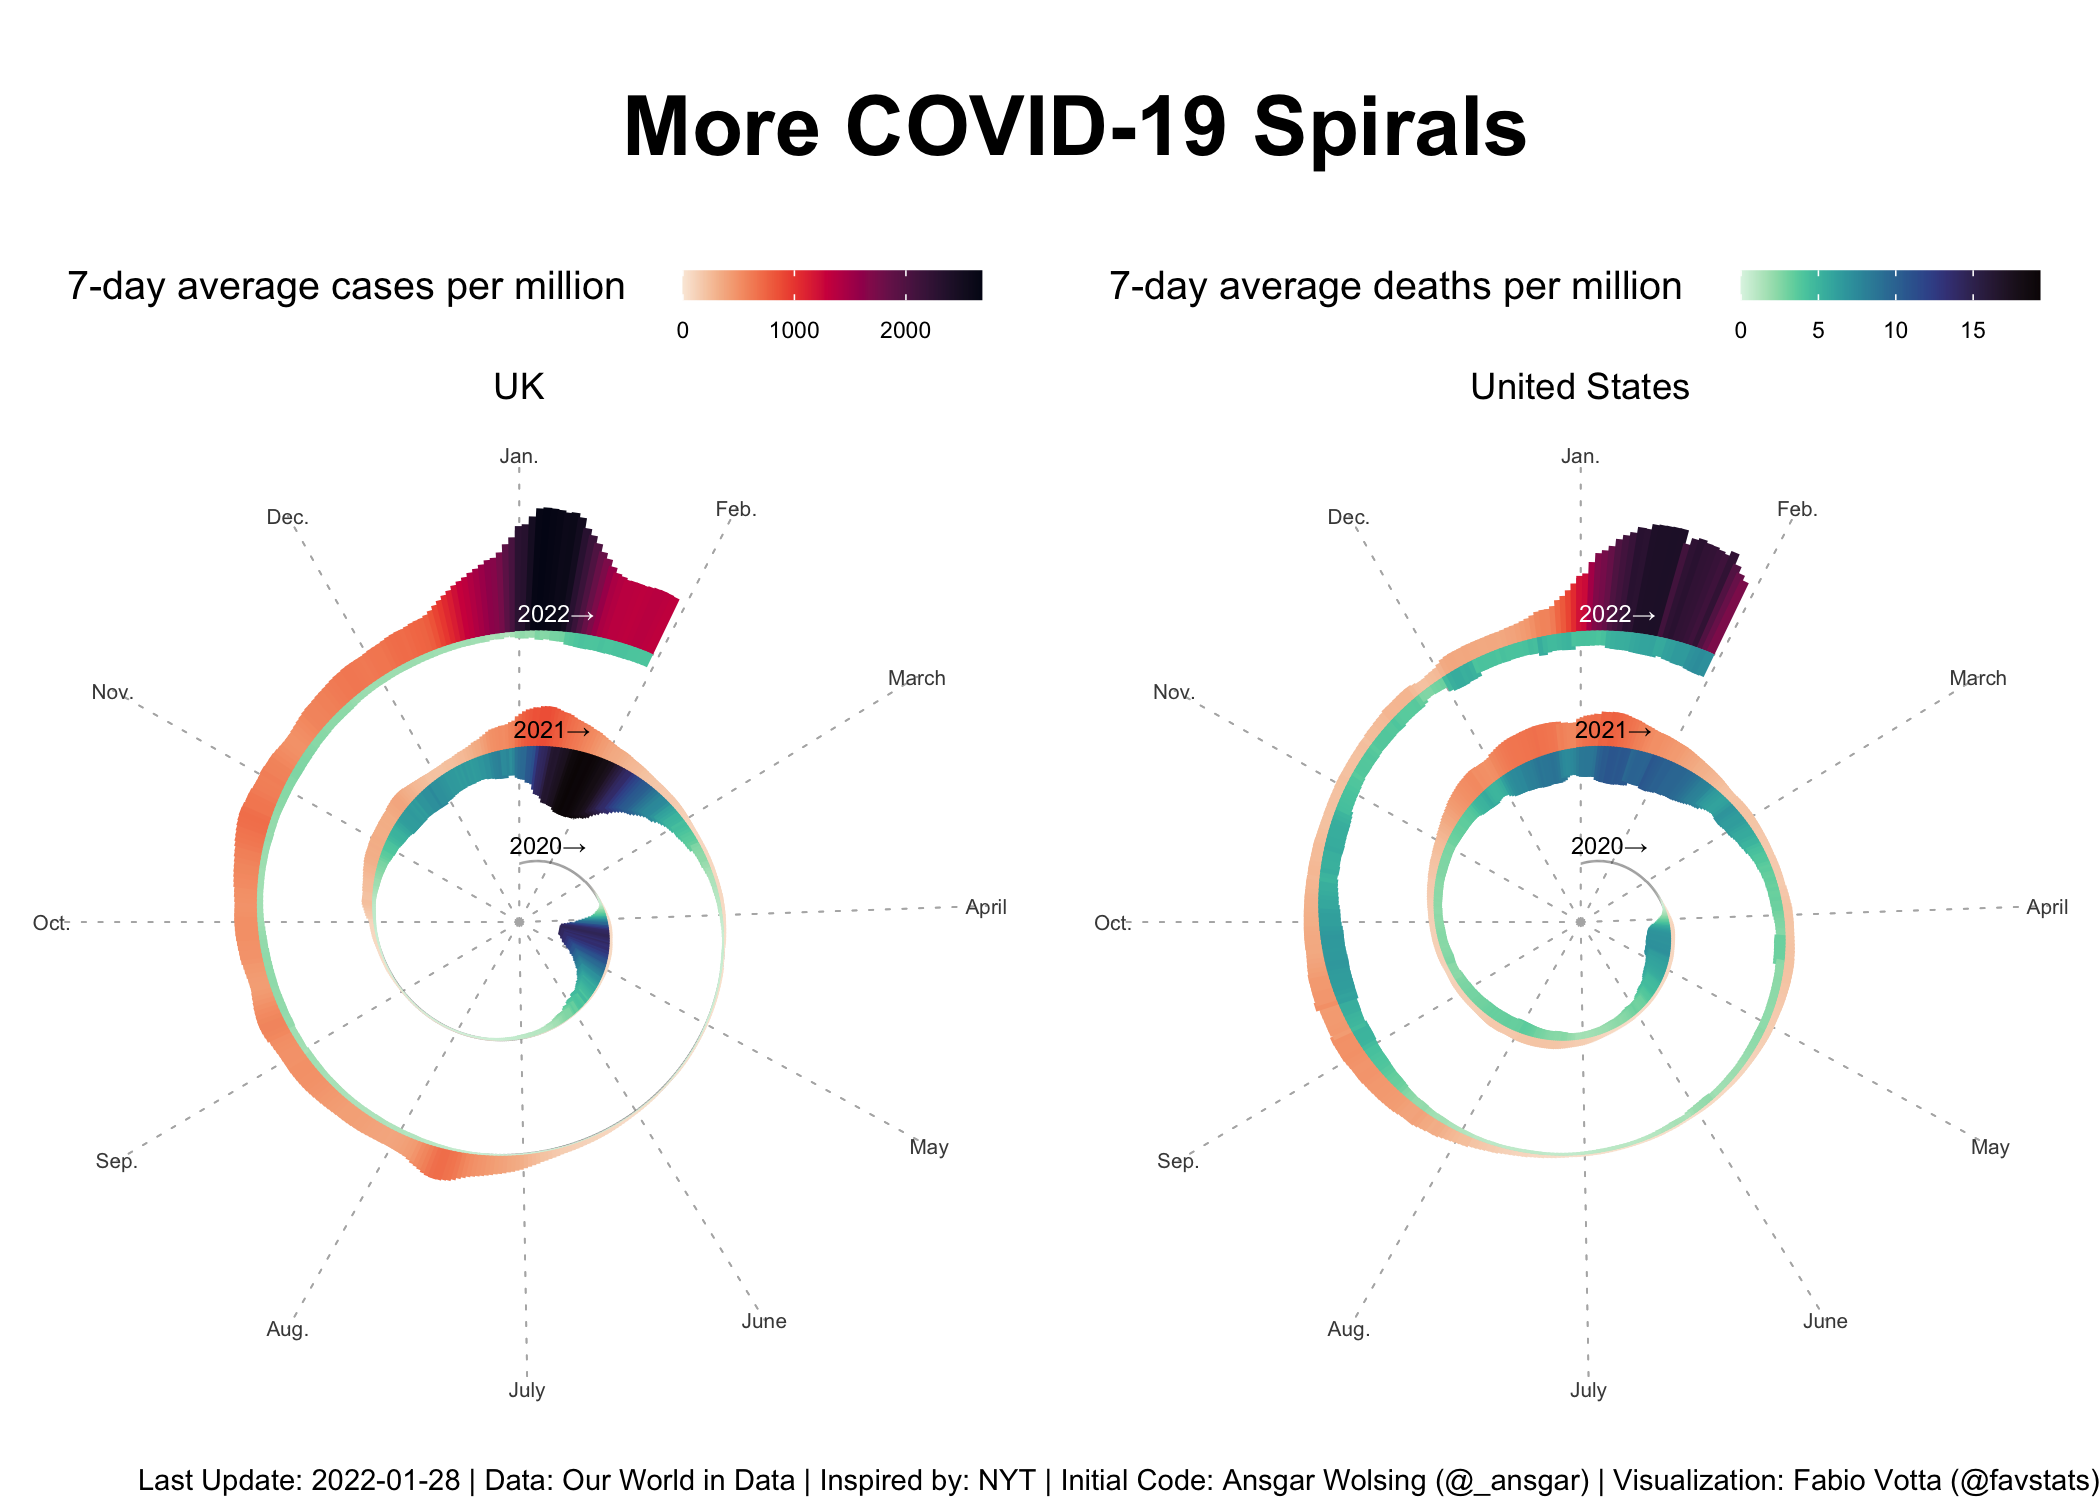 More COVID-19 Spirals
7-day average cases per million
0 1000 2000
7-day average deaths per million
0 5 10 15
UK
Jan.
Feb.
March
April
May
June
July
Aug.
Sep.
Oct.
Nov.
Dec.
2022→
2021→
2020→
United States
Jan.
Feb.
March
April
May
June
July
Aug.
Sep.
Oct.
Nov.
Dec.
2022→
2021→
2020→
Last Update: 2022-01-28 | Data: Our World in Data | Inspired by: NYT | Initial Code: Ansgar Wolsing (@_ansgar) | Visualization: Fabio Votta (@favstats)